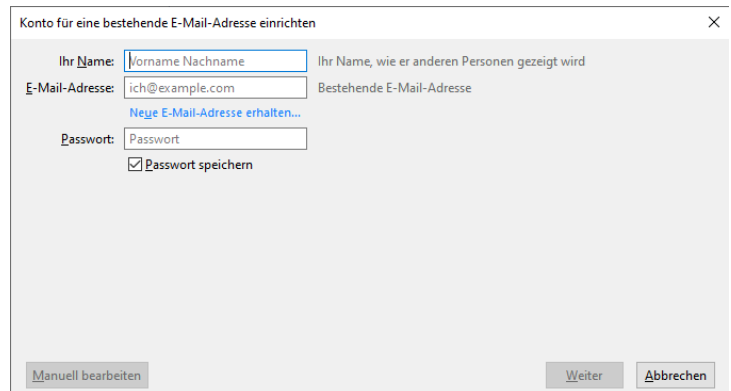 Konto für eine bestehende E-Mail-Adresse einrichten
Ihr Name: Vorname Nachname Ihr Name, wie er anderen Personen gezeigt wird
E-Mail-Adresse: ich@example.com Bestehende E-Mail-Adresse
Neue E-Mail-Adresse erhalten...
Passwort: Passwort
Passwort speichern
Manuell bearbeiten Weiter Abbrechen